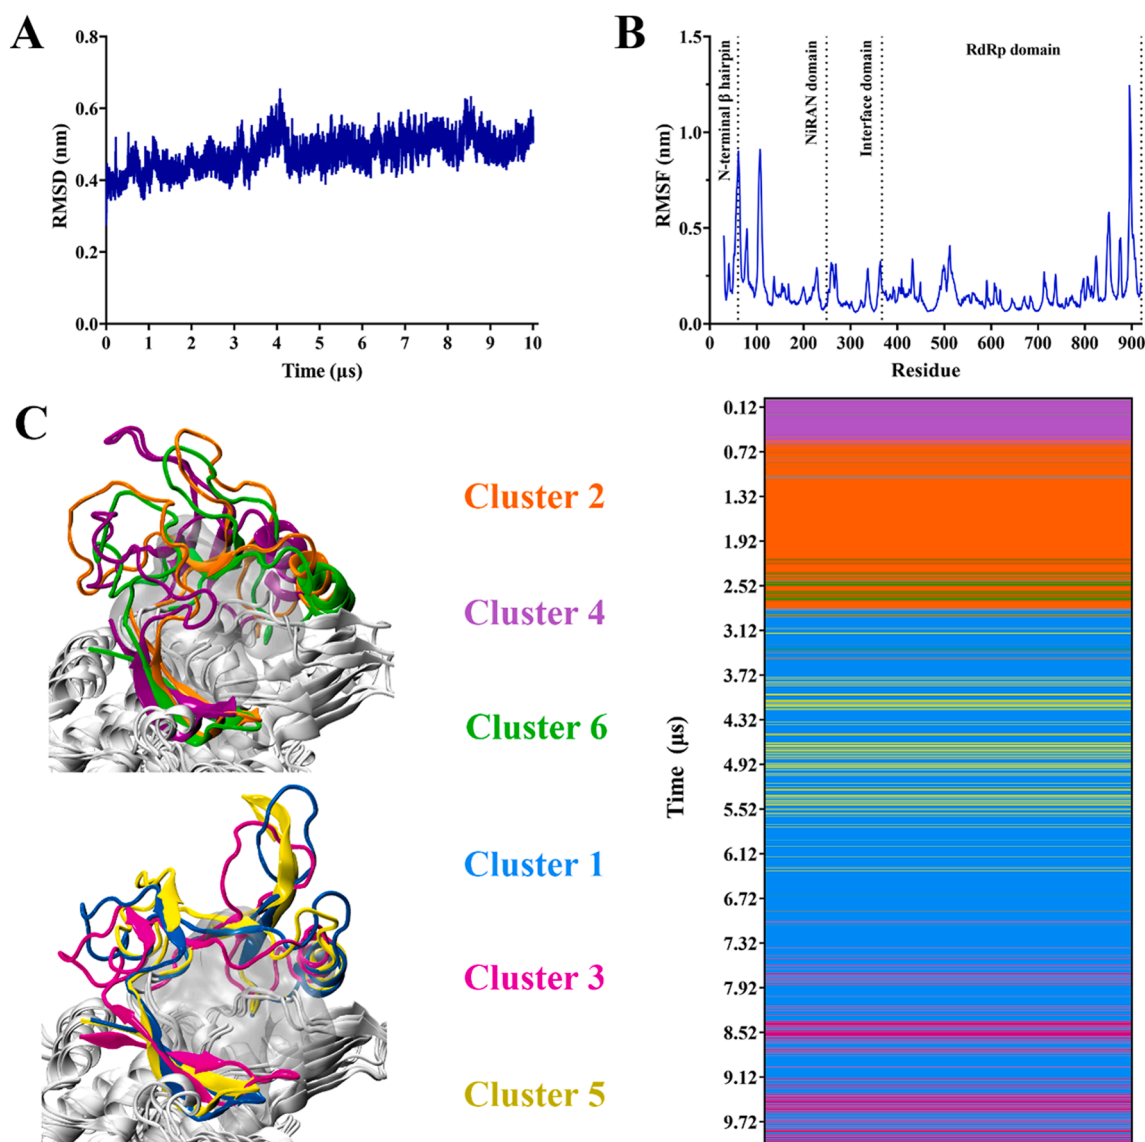 A
0.8
0.6
0.4
0.2
0.0
RMSD (nm)
0 1 2 3 4 5 6 7 8 9 10
Time (µs)
B
1.5
1.0
0.5
0.0
RMSF (nm)
N-terminal β hairpin
NiRAN domain
Interface domain
RdRp domain
0 100 200 300 400 500 600 700 800 900
Residue
C
Cluster 2
Cluster 4
Cluster 6
Cluster 1
Cluster 3
Cluster 5
Time (µs)
0.12
0.72
1.32
1.92
2.52
3.12
3.72
4.32
4.92
5.52
6.12
6.72
7.32
7.92
8.52
9.12
9.72